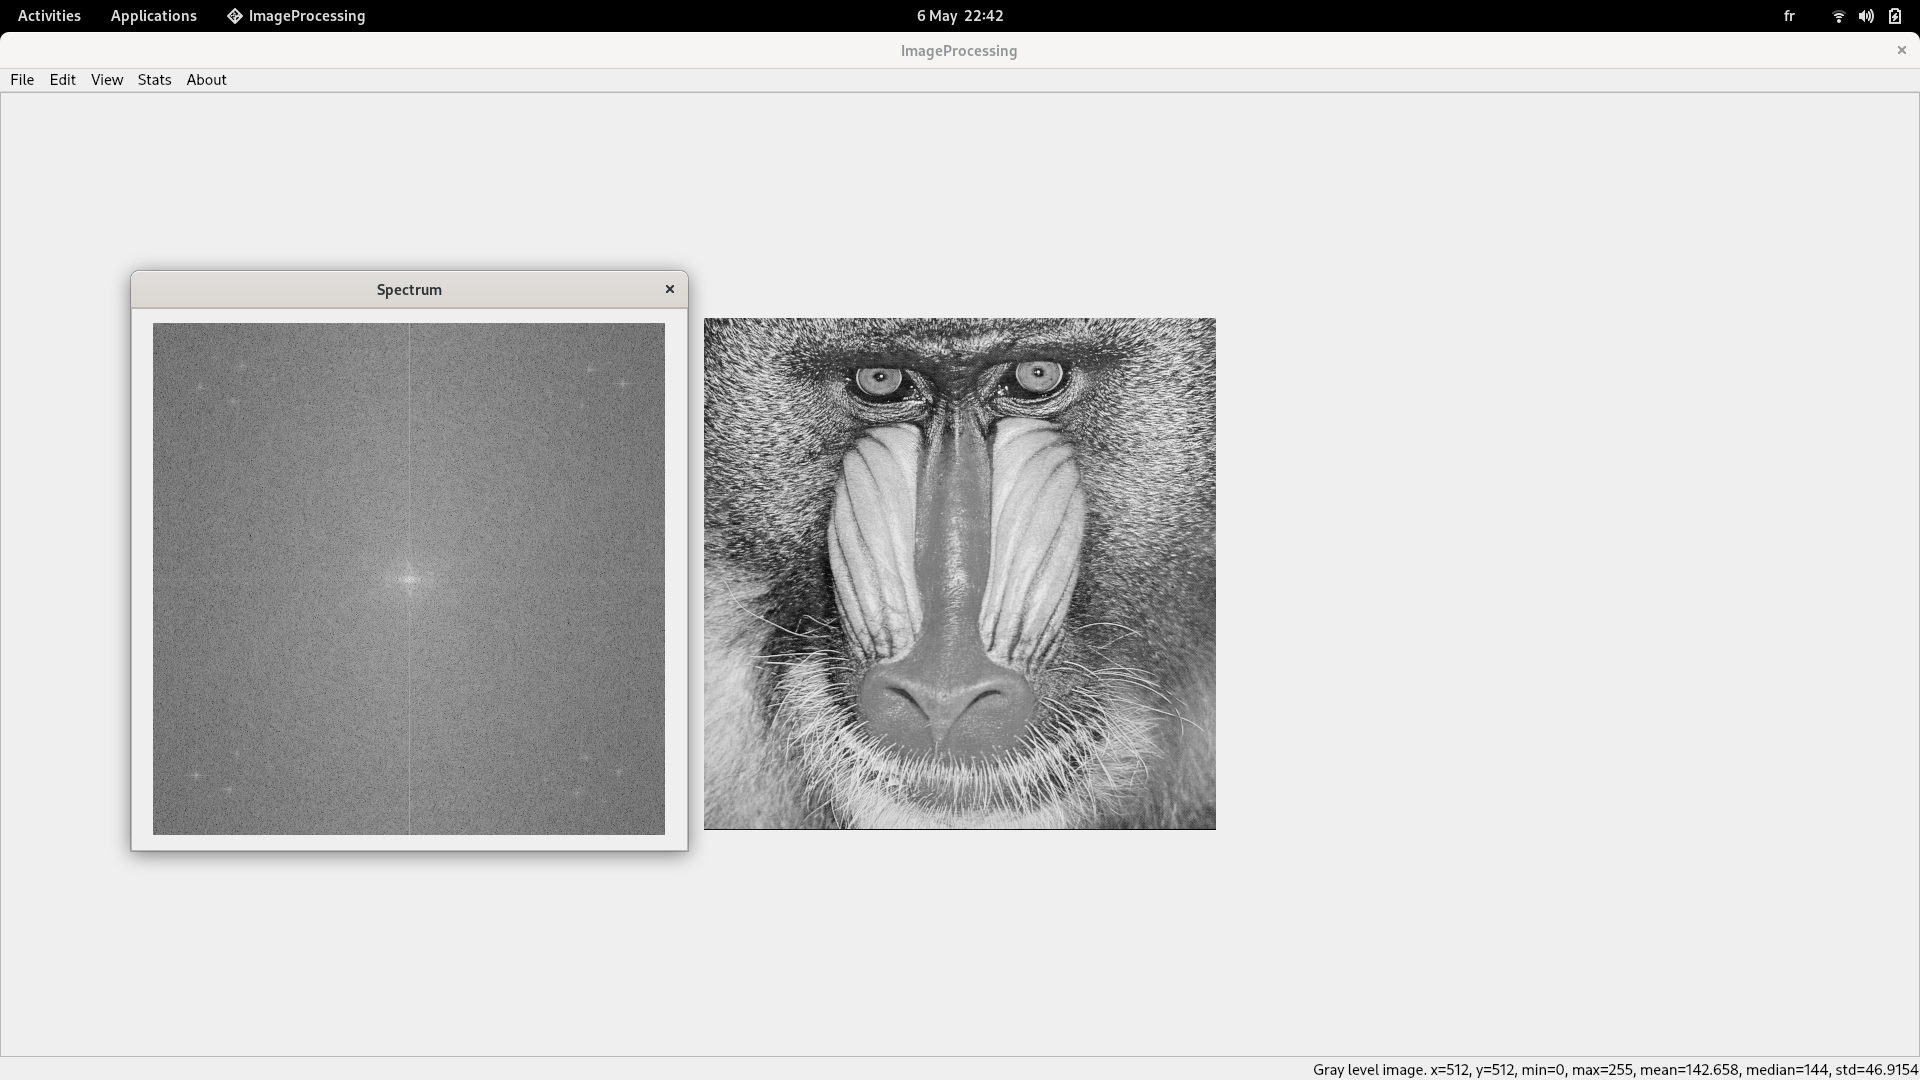 Activities Applications ImageProcessing 6 May 22:42 fr
ImageProcessing
File Edit View Stats About
Spectrum
Gray level image. x=512, y=512, min=0, max=255, mean=142.658, median=144, std=46.9154